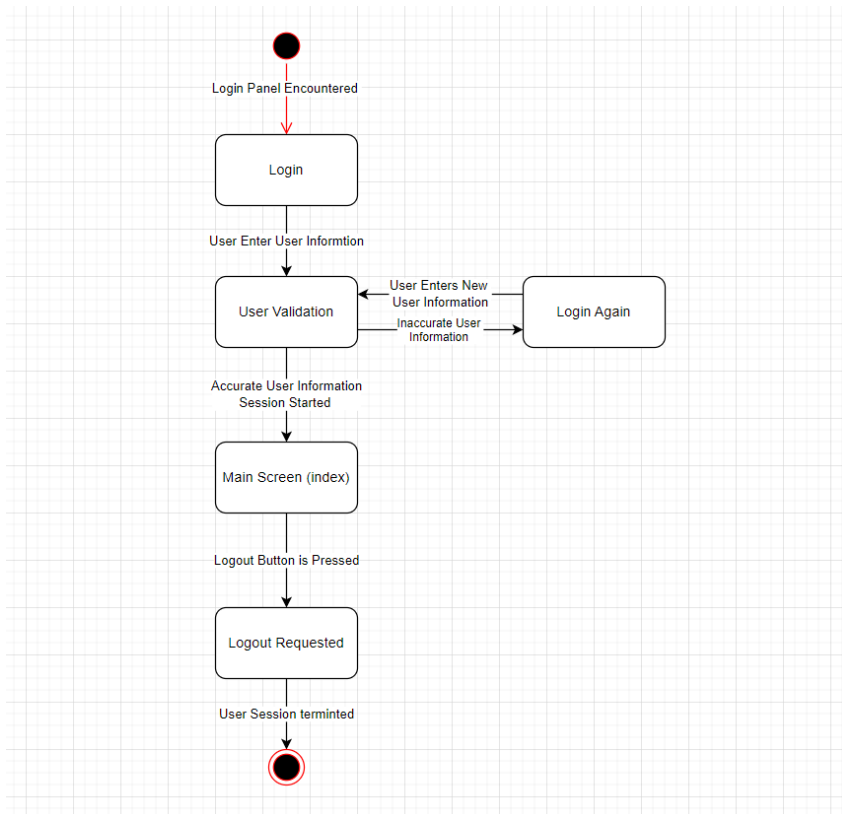 Login Panel Encountered
Login
User Enter User Informtion
User Enters New
User Information
User Validation
Login Again
Inaccurate User
Information
Accurate User Information
Session Started
Main Screen (index)
Logout Button is Pressed
Logout Requested
User Session terminted